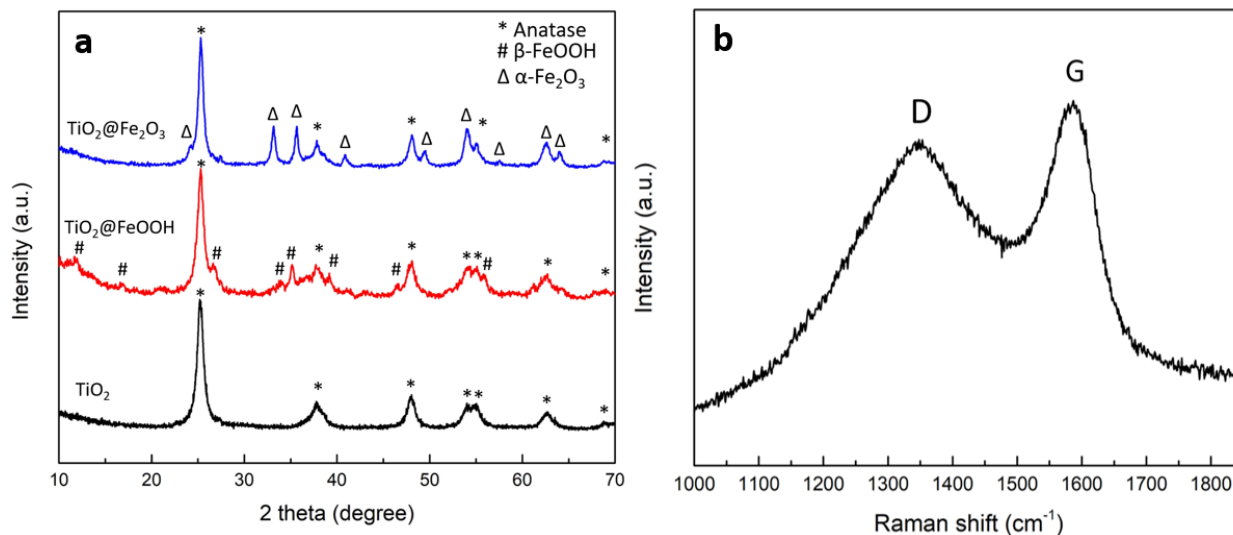 a
* Anatase
# β-FeOOH
Δ α-Fe₂O₃
TiO₂@Fe₂O₃
Δ
*
Δ
Δ
*
Δ
*
Δ
Δ
*
Δ
Δ
Δ
*
TiO₂@FeOOH
#
#
*
#
#
#
*
#
#
*
* *
#
*
*
TiO₂
*
*
*
* *
*
*
Intensity (a.u.)
10 20 30 40 50 60 70
2 theta (degree)
b
D
G
Intensity (a.u.)
1000 1100 1200 1300 1400 1500 1600 1700 1800
Raman shift (cm⁻¹)